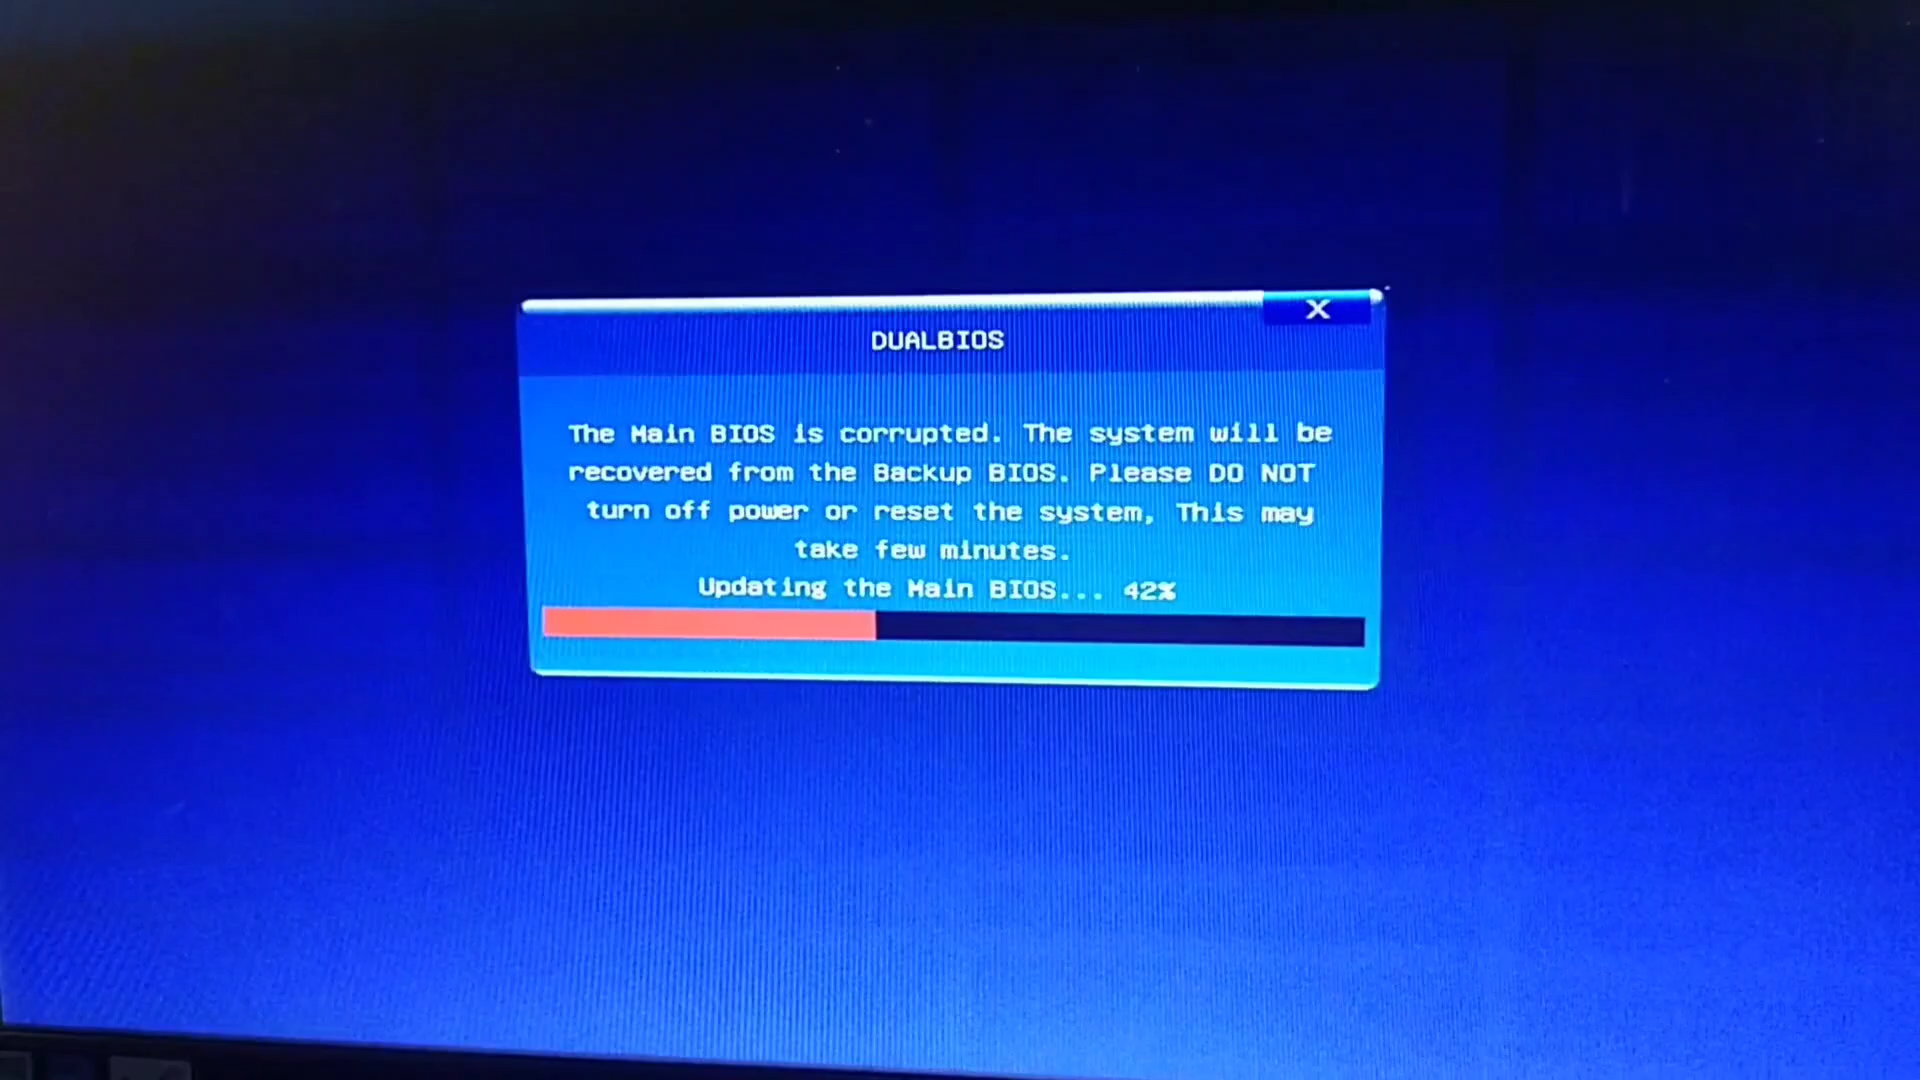 X
DUALBIOS
The Main BIOS is corrupted. The system will be
recovered from the Backup BIOS. Please DO NOT
turn off power or reset the system, This may
take few minutes.
Updating the Main BIOS... 42%